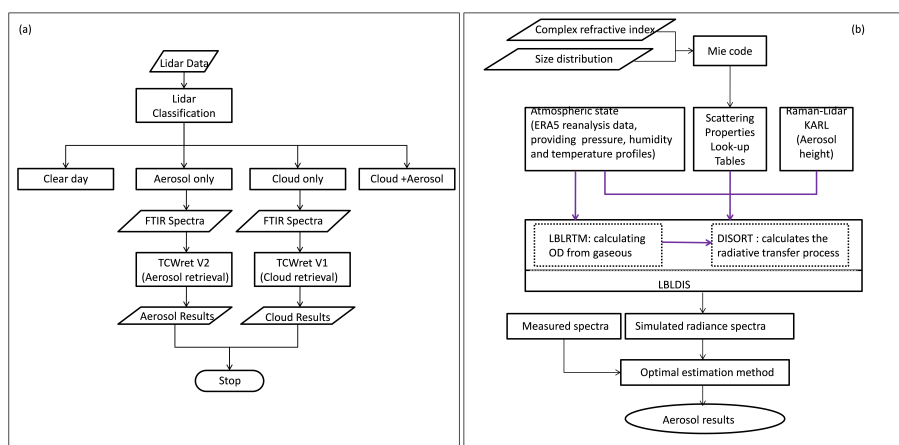 (a)
Lidar Data
Lidar
Classification
Clear day
Aerosol only
Cloud only
Cloud +Aerosol
FTIR Spectra
FTIR Spectra
TCWret V2
(Aerosol retrieval)
TCWret V1
(Cloud retrieval)
Aerosol Results
Cloud Results
Stop
(b)
Complex refractive index
Size distribution
Mie code
Atmospheric state
(ERA5 reanalysis data,
providing pressure, humidity
and temperature profiles)
Scattering
Properties
Look-up
Tables
Raman-Lidar
KARL
(Aerosol
height)
LBLRTM: calculating
OD from gaseous
DISORT : calculates the
radiative transfer process
LBLDIS
Measured spectra
Simulated radiance spectra
Optimal estimation method
Aerosol results